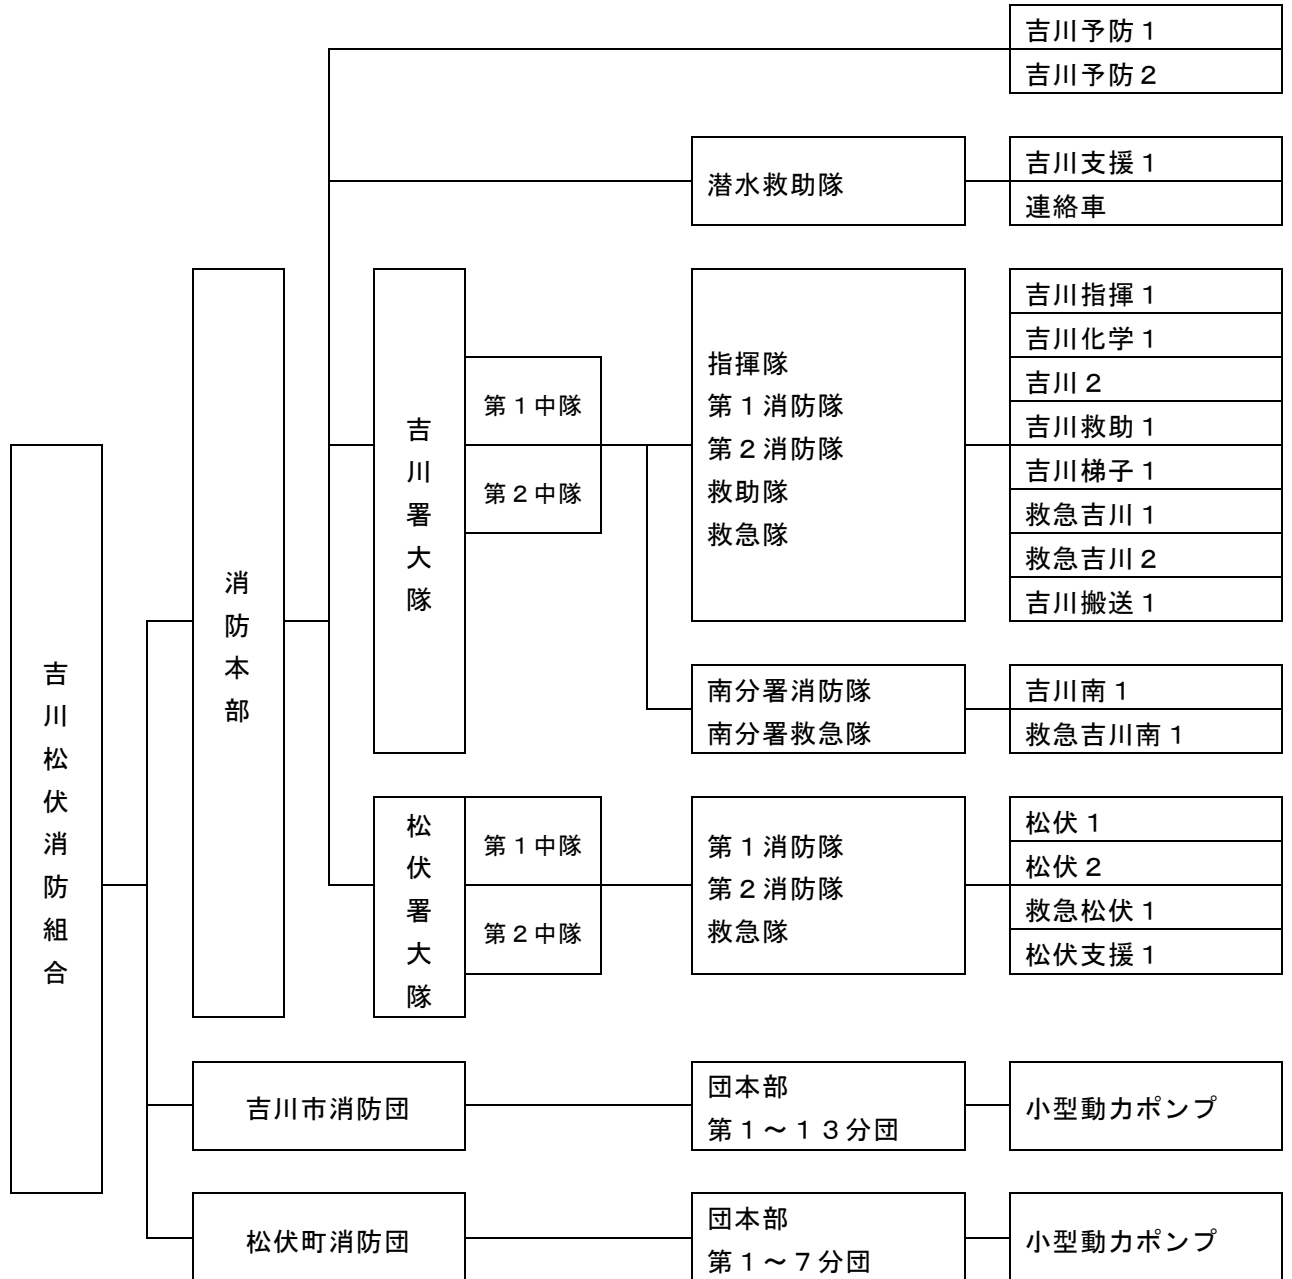 吉川予防１
吉川予防２
潜水救助隊
吉川支援１
連絡車
吉川松伏消防組合
消防本部
吉川署大隊
第１中隊
第２中隊
指揮隊
第１消防隊
第２消防隊
救助隊
救急隊
吉川指揮１
吉川化学１
吉川２
吉川救助１
吉川梯子１
救急吉川１
救急吉川２
吉川搬送１
南分署消防隊
南分署救急隊
吉川南１
救急吉川南１
松伏署大隊
第１中隊
第２中隊
第１消防隊
第２消防隊
救急隊
松伏１
松伏２
救急松伏１
松伏支援１
吉川市消防団
団本部
第１～１３分団
小型動力ポンプ
松伏町消防団
団本部
第１～７分団
小型動力ポンプ